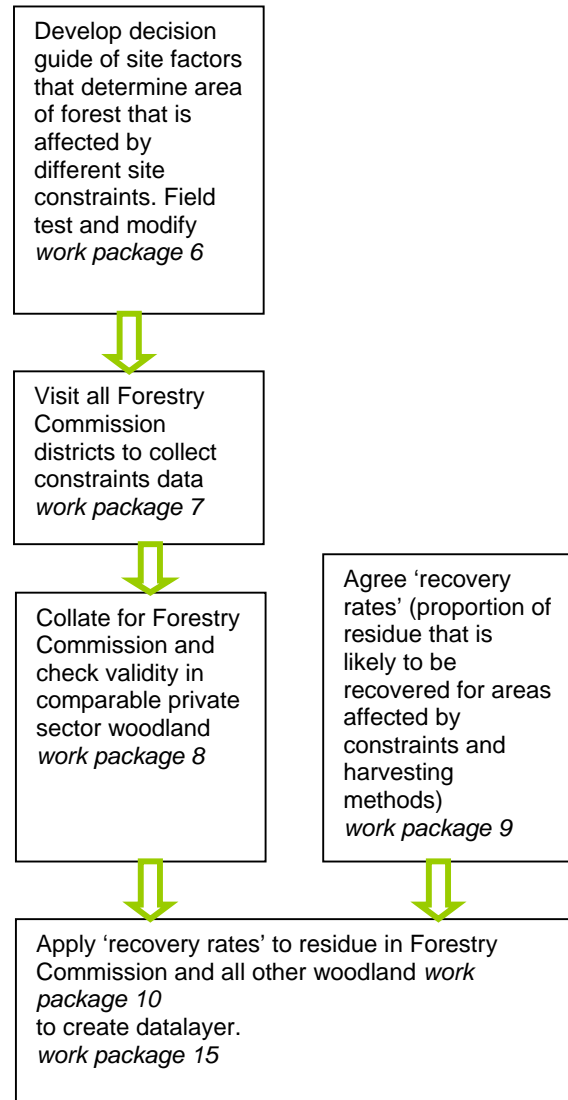 Develop decision
guide of site factors
that determine area
of forest that is
affected by
different site
constraints. Field
test and modify
work package 6
Visit all Forestry
Commission
districts to collect
constraints data
work package 7
Collate for Forestry
Commission and
check validity in
comparable private
sector woodland
work package 8
Agree ‘recovery
rates’ (proportion of
residue that is
likely to be
recovered for areas
affected by
constraints and
harvesting
methods)
work package 9
Apply ‘recovery rates’ to residue in Forestry
Commission and all other woodland work
package 10
to create datalayer.
work package 15